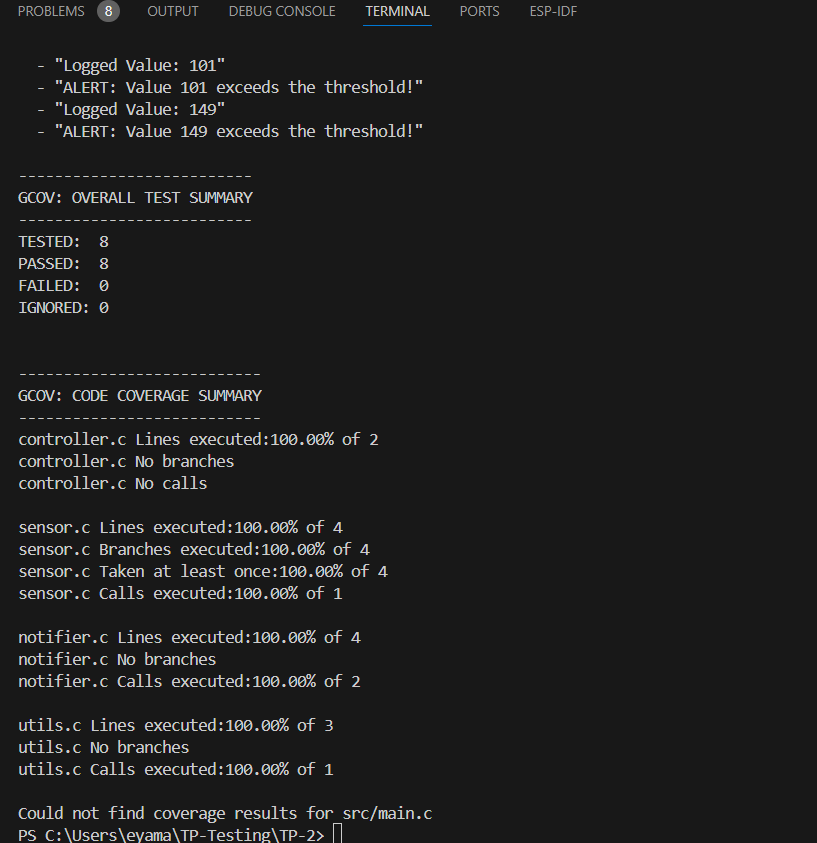 PROBLEMS 8 OUTPUT DEBUG CONSOLE TERMINAL PORTS ESP-IDF
- "Logged Value: 101"
- "ALERT: Value 101 exceeds the threshold!"
- "Logged Value: 149"
- "ALERT: Value 149 exceeds the threshold!"
--------------------------
GCOV: OVERALL TEST SUMMARY
--------------------------
TESTED:  8
PASSED:  8
FAILED:  0
IGNORED: 0
---------------------------
GCOV: CODE COVERAGE SUMMARY
---------------------------
controller.c Lines executed:100.00% of 2
controller.c No branches
controller.c No calls
sensor.c Lines executed:100.00% of 4
sensor.c Branches executed:100.00% of 4
sensor.c Taken at least once:100.00% of 4
sensor.c Calls executed:100.00% of 1
notifier.c Lines executed:100.00% of 4
notifier.c No branches
notifier.c Calls executed:100.00% of 2
utils.c Lines executed:100.00% of 3
utils.c No branches
utils.c Calls executed:100.00% of 1
Could not find coverage results for src/main.c
PS C:\Users\eyama\TP-Testing\TP-2>